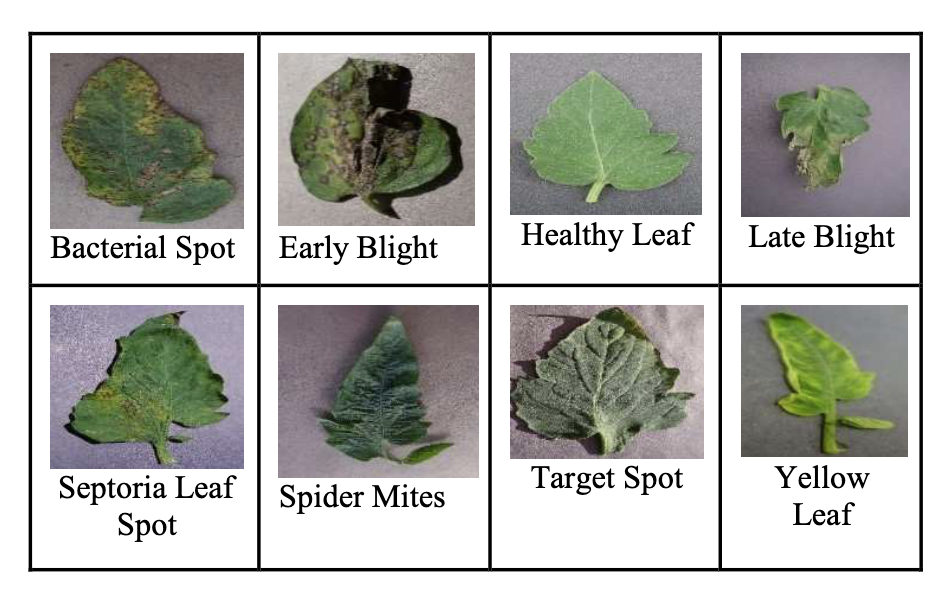 Bacterial Spot
Early Blight
Healthy Leaf
Late Blight
Septoria Leaf
Spot
Spider Mites
Target Spot
Yellow
Leaf